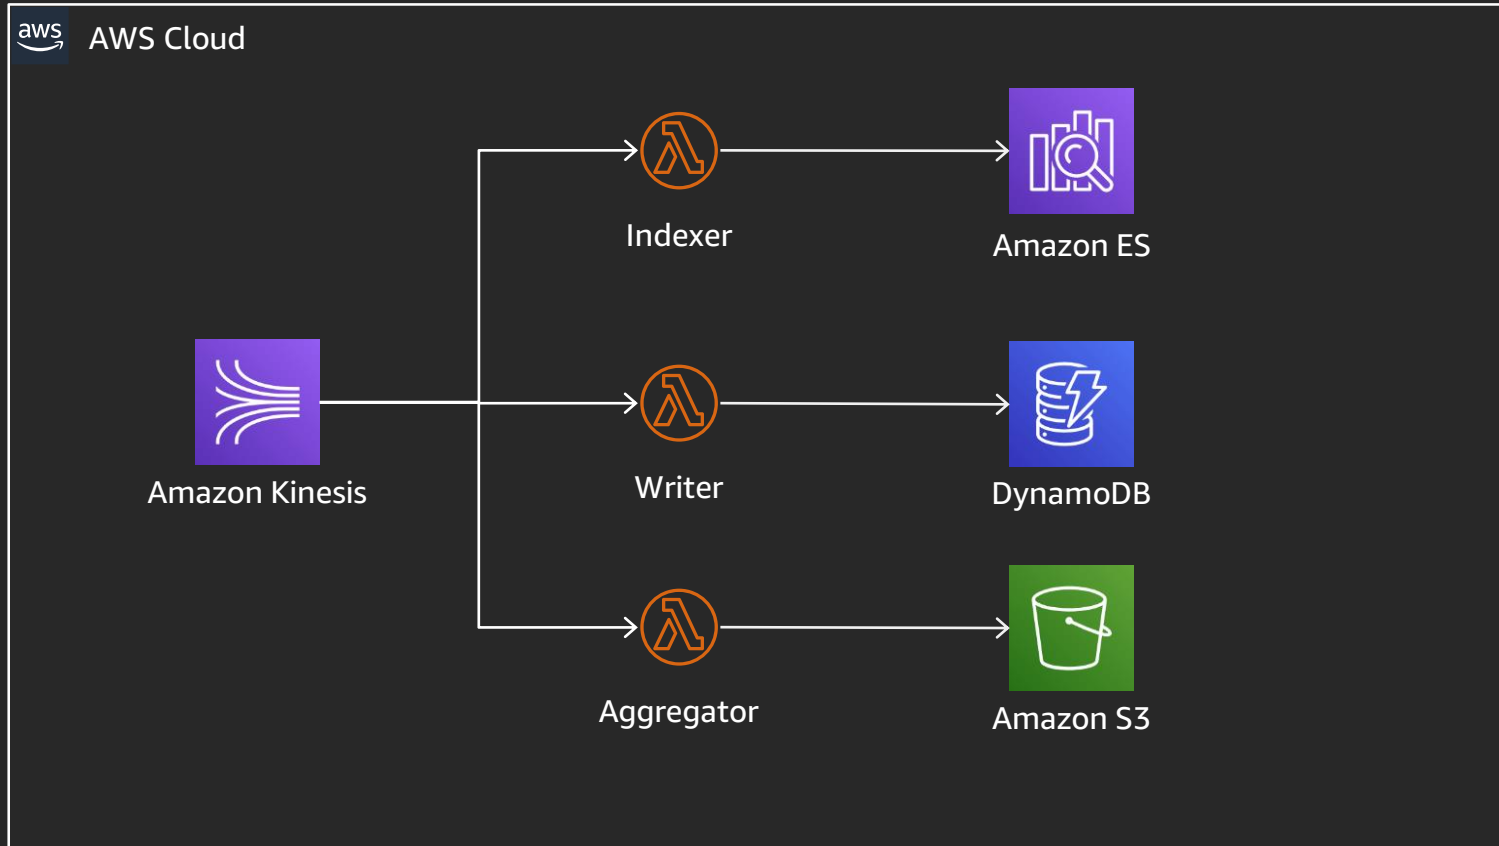 aws
AWS Cloud
Indexer
Amazon ES
Amazon Kinesis
Writer
DynamoDB
Aggregator
Amazon S3